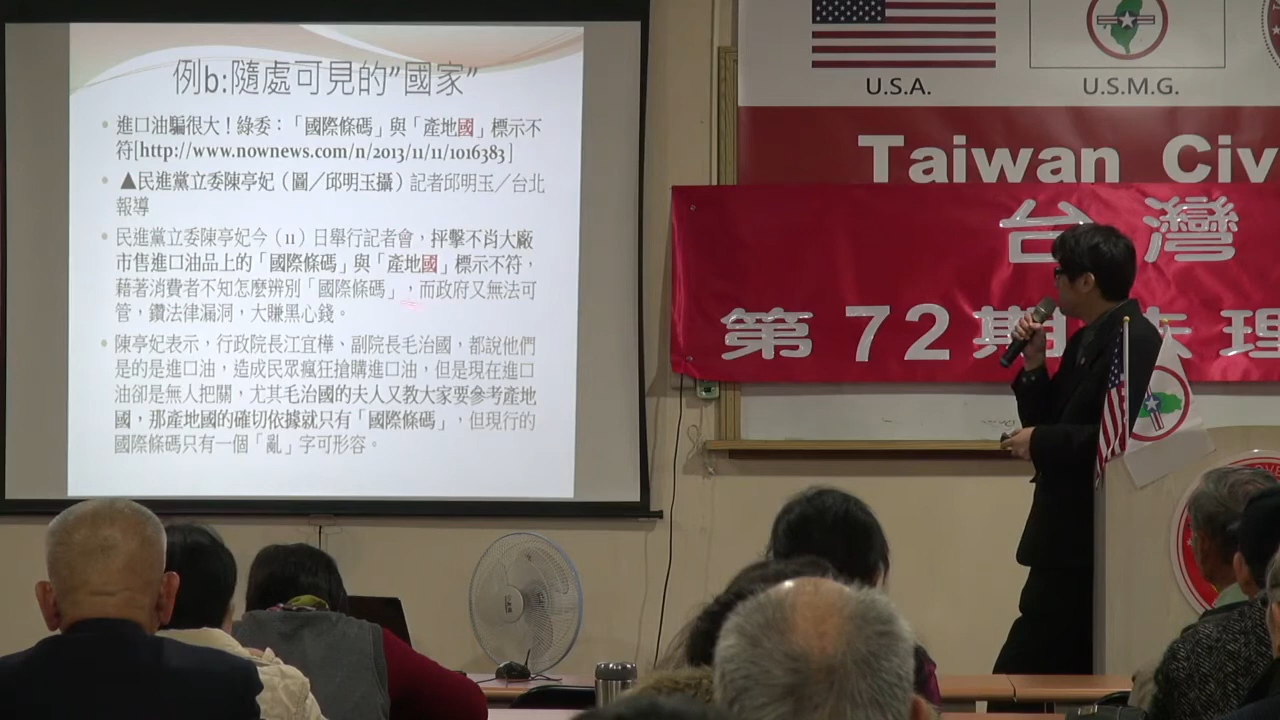 例b:隨處可見的"國家"
進口油騙很大！綠委：「國際條碼」與「產地國」標示不
符[http://www.nownews.com/n/2013/11/11/1016383]
▲民進黨立委陳亭妃（圖／邱明玉攝）記者邱明玉／台北
報導
民進黨立委陳亭妃今（11）日舉行記者會，抨擊不肖大廠
市售進口油品上的「國際條碼」與「產地國」標示不符，
藉著消費者不知怎麼辨別「國際條碼」，而政府又無法可
管，鑽法律漏洞，大賺黑心錢。
陳亭妃表示，行政院長江宜樺、副院長毛治國，都說他們
是的是進口油，造成民眾瘋狂搶購進口油，但是現在進口
油卻是無人把關，尤其毛治國的夫人又教大家要參考產地
國，那產地國的確切依據就只有「國際條碼」，但現行的
國際條碼只有一個「亂」字可形容。
U.S.A.
U.S.M.G.
Taiwan Civ
台灣
第72期
理